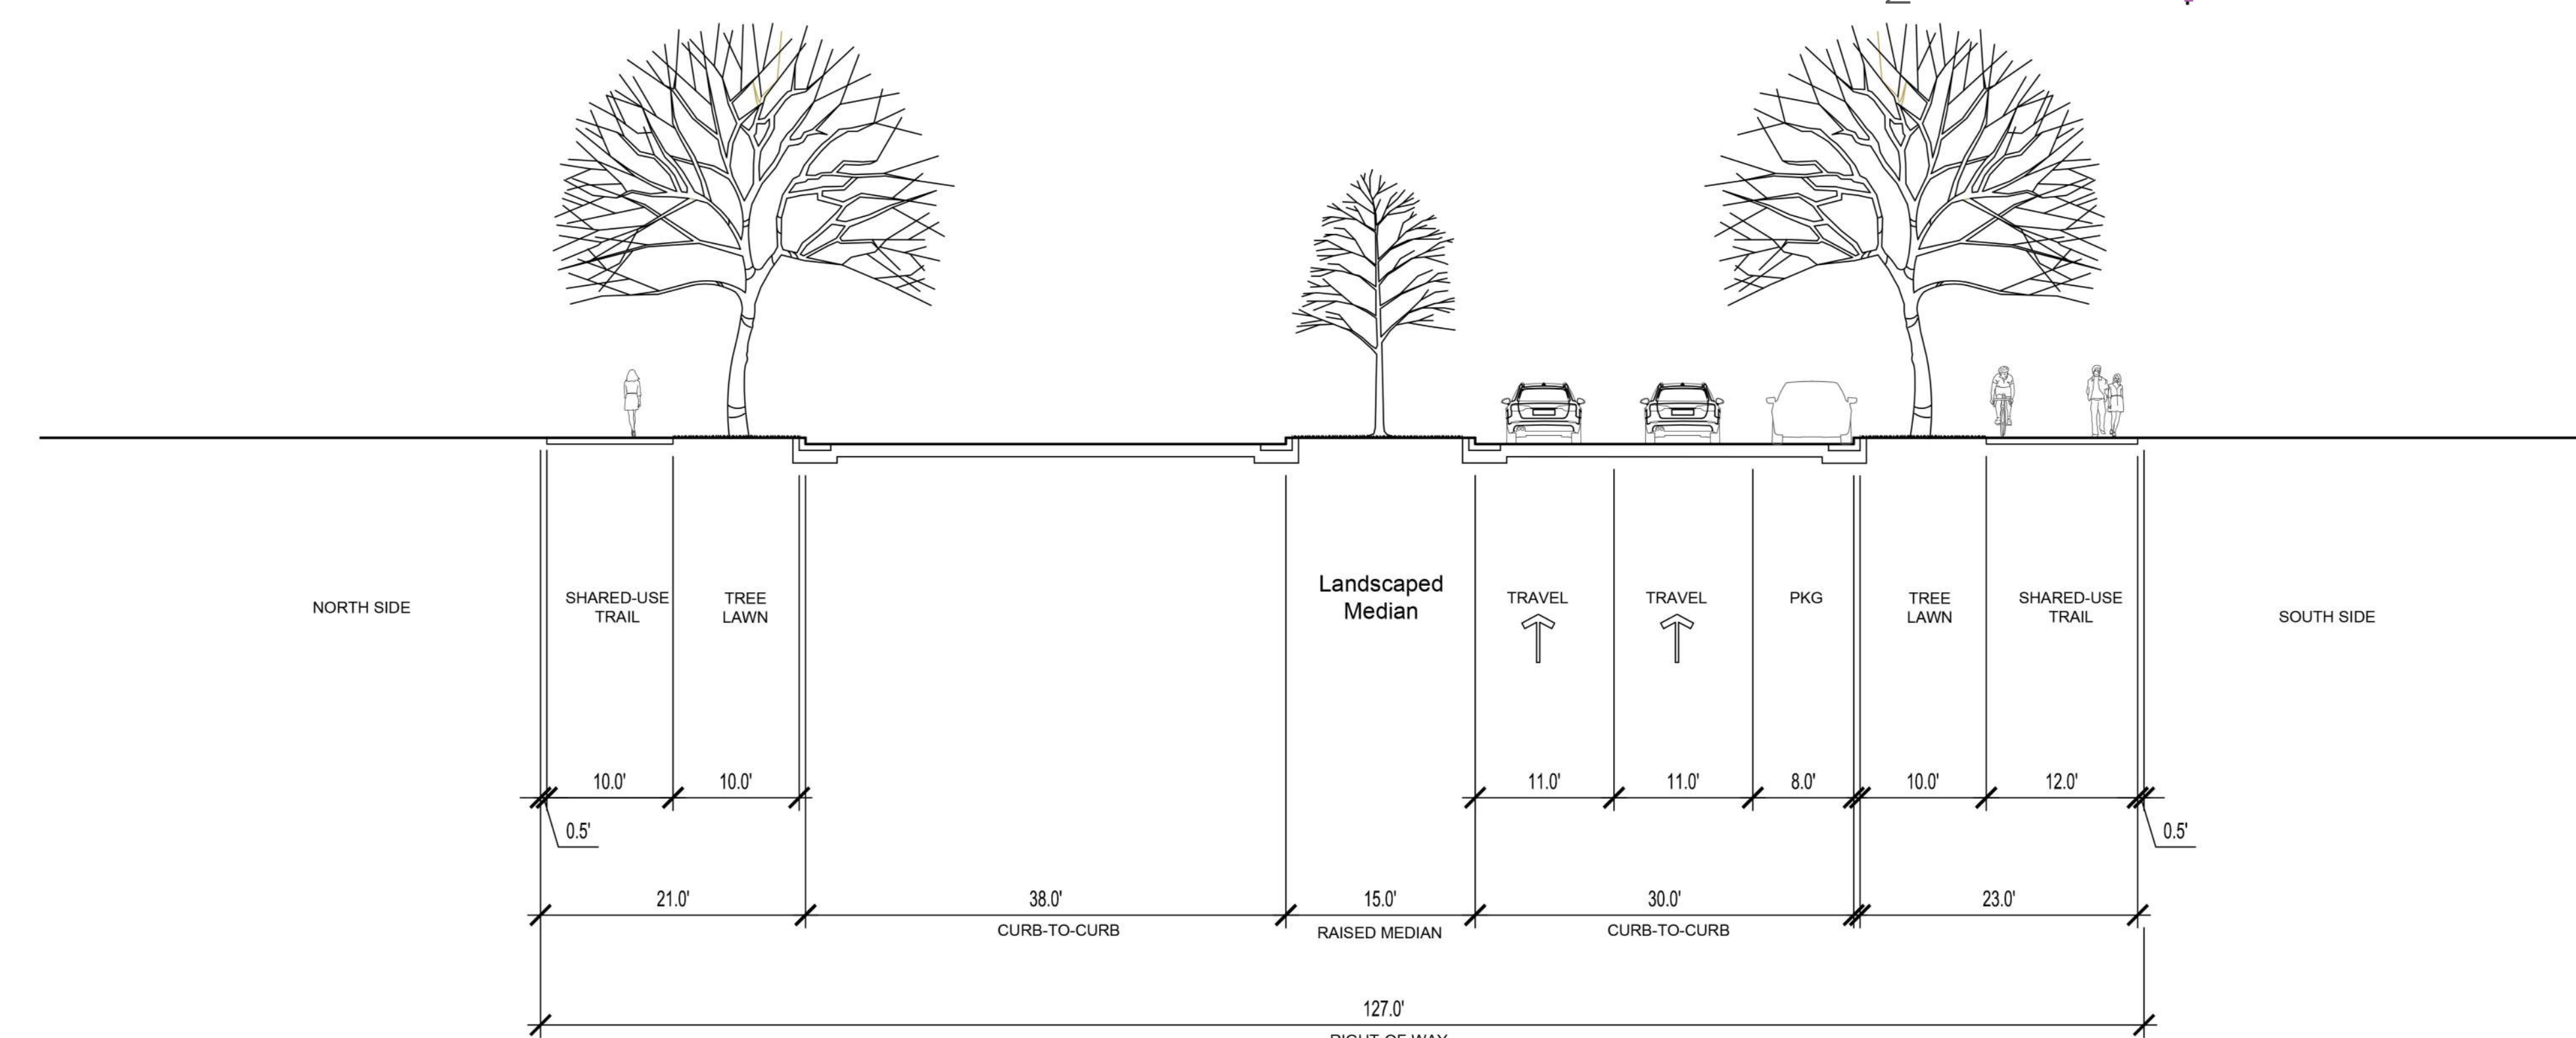 NORTH SIDE
SHARED-USE
TRAIL
TREE
LAWN
Landscaped
Median
TRAVEL
TRAVEL
PKG
TREE
LAWN
SHARED-USE
TRAIL
SOUTH SIDE
10.0'
10.0'
11.0'
11.0'
8.0'
10.0'
12.0'
0.5'
0.5'
21.0'
38.0'
15.0'
30.0'
23.0'
CURB-TO-CURB
RAISED MEDIAN
CURB-TO-CURB
127.0'
RIGHT-OF-WAY